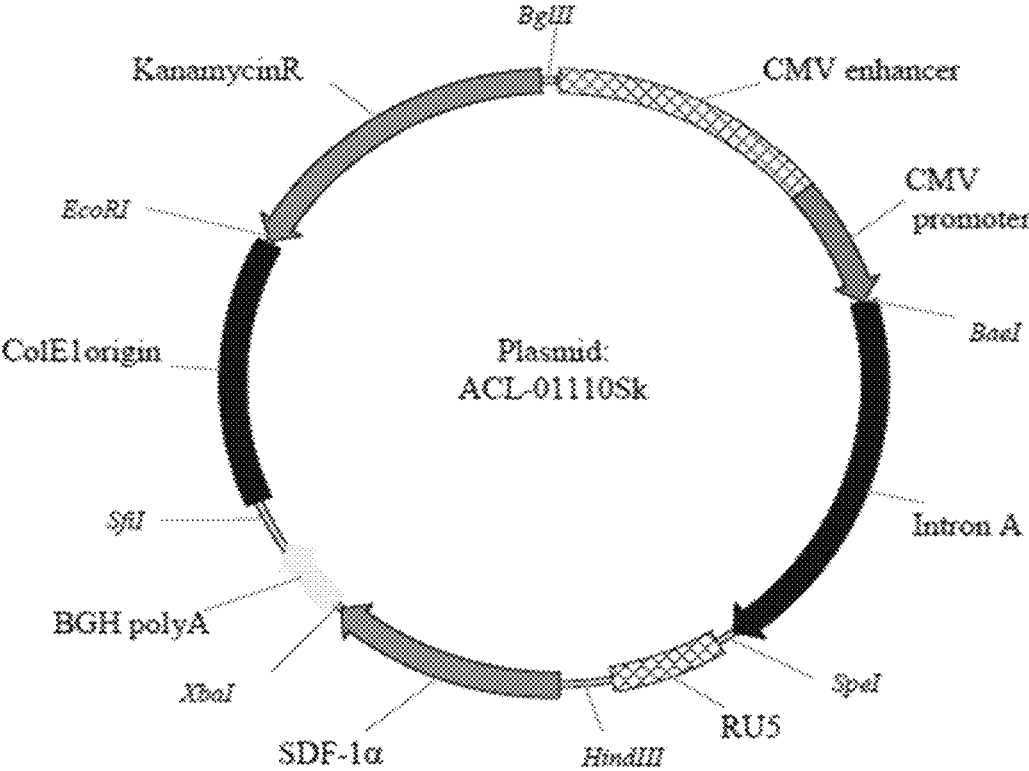 BglII
KanamycinR
CMV enhancer
CMV
promoter
EcoRI
BaeI
ColE1origin
Plasmid:
ACL-01110Sk
SfiI
Intron A
BGH polyA
XbaI
SpeI
RU5
SDF-1α
HindIII